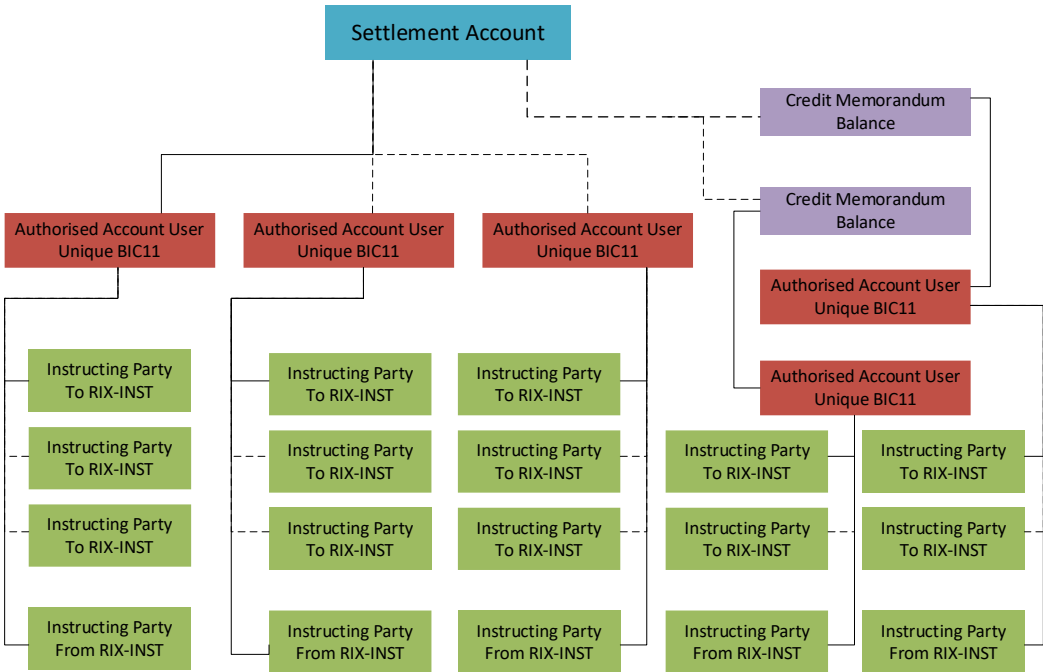 Settlement Account
Credit Memorandum
Balance
Credit Memorandum
Balance
Authorised Account User
Unique BIC11
Authorised Account User
Unique BIC11
Authorised Account User
Unique BIC11
Authorised Account User
Unique BIC11
Authorised Account User
Unique BIC11
Instructing Party
To RIX-INST
Instructing Party
To RIX-INST
Instructing Party
To RIX-INST
Instructing Party
To RIX-INST
Instructing Party
To RIX-INST
Instructing Party
To RIX-INST
Instructing Party
To RIX-INST
Instructing Party
To RIX-INST
Instructing Party
To RIX-INST
Instructing Party
To RIX-INST
Instructing Party
To RIX-INST
Instructing Party
To RIX-INST
Instructing Party
To RIX-INST
Instructing Party
From RIX-INST
Instructing Party
From RIX-INST
Instructing Party
From RIX-INST
Instructing Party
From RIX-INST
Instructing Party
From RIX-INST